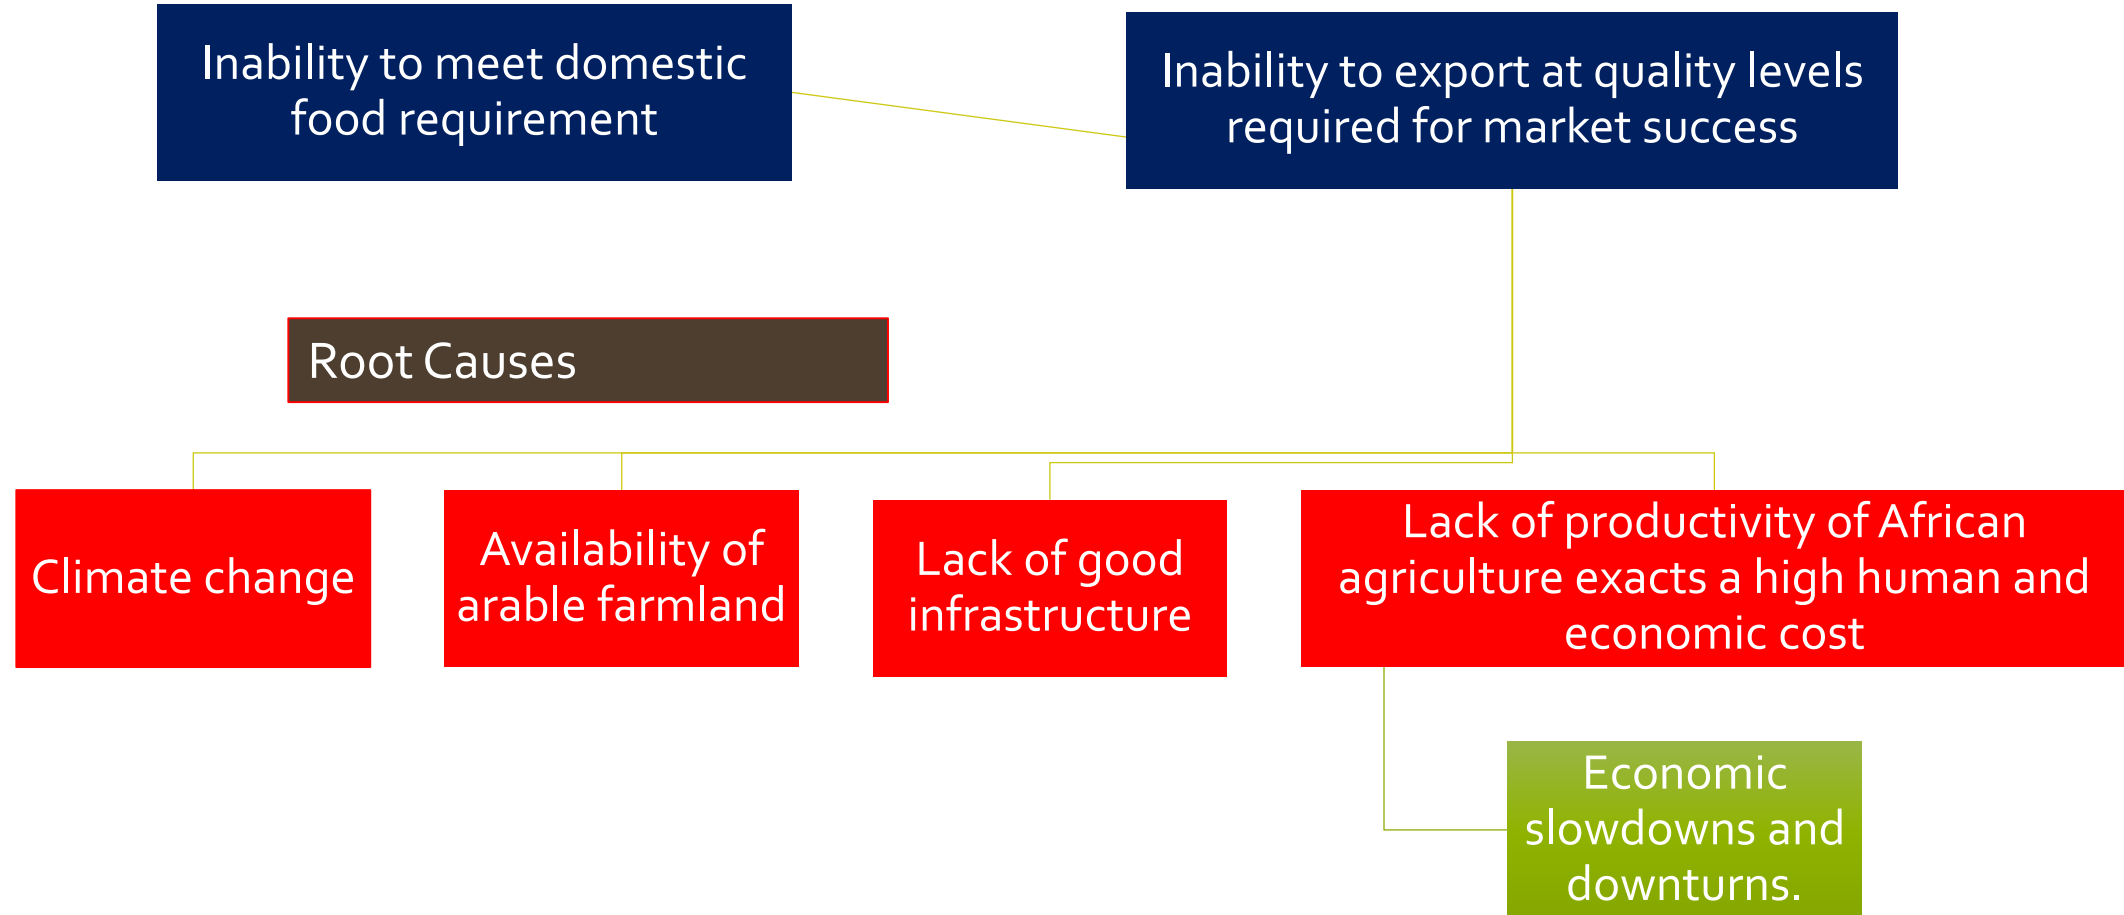 Inability to meet domestic
food requirement
Inability to export at quality levels
required for market success
Root Causes
Climate change
Availability of
arable farmland
Lack of good
infrastructure
Lack of productivity of African
agriculture exacts a high human and
economic cost
Economic
slowdowns and
downturns.